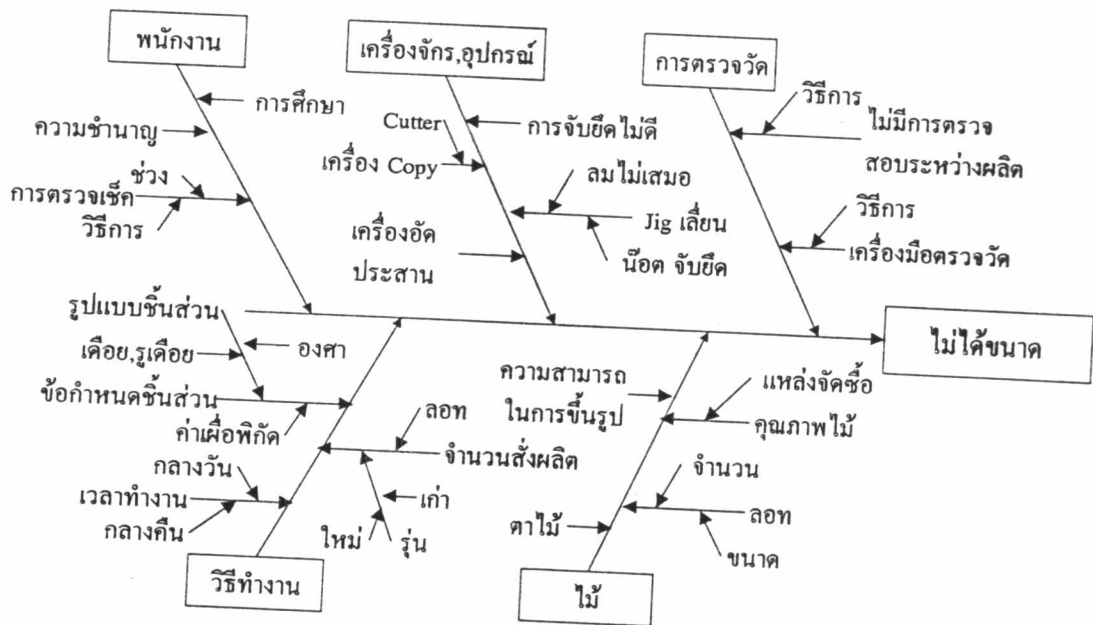 พนักงาน
เครื่องจักร,อุปกรณ์
การตรวจวัด
การศึกษา
ความชำนาญ
ช่วง
การตรวจเช็ค
วิธีการ
Cutter
การจับยึดไม่ดี
เครื่อง Copy
ลมไม่เสมอ
Jig เลื่อน
น๊อต จับยึด
เครื่องอัด
ประสาน
วิธีการ
ไม่มีการตรวจ
สอบระหว่างผลิต
วิธีการ
เครื่องมือตรวจวัด
ไม่ได้ขนาด
รูปแบบชิ้นส่วน
องศา
เดือย,รูเดือย
ข้อกำหนดชิ้นส่วน
ค่าเผื่อพิกัด
ลอท
จำนวนสั่งผลิต
กลางวัน
เวลาทำงาน
กลางคืน
เก่า
ใหม่
รุ่น
วิธีทำงาน
ความสามารถ
ในการขึ้นรูป
แหล่งจัดซื้อ
คุณภาพไม้
จำนวน
ลอท
ขนาด
ตาไม้
ไม้